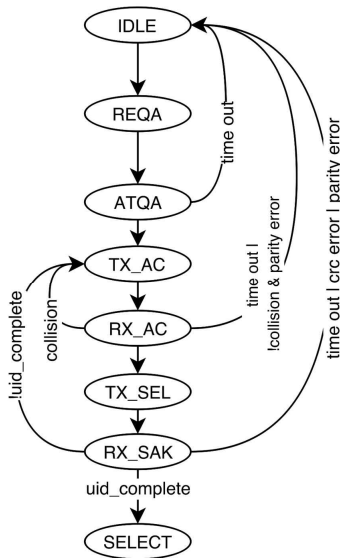 IDLE
REQA
time out
ATQA
TX_AC
time out |
!collision & parity error
time out | crc error | parity error
!uid_complete
collision
RX_AC
TX_SEL
RX_SAK
uid_complete
SELECT